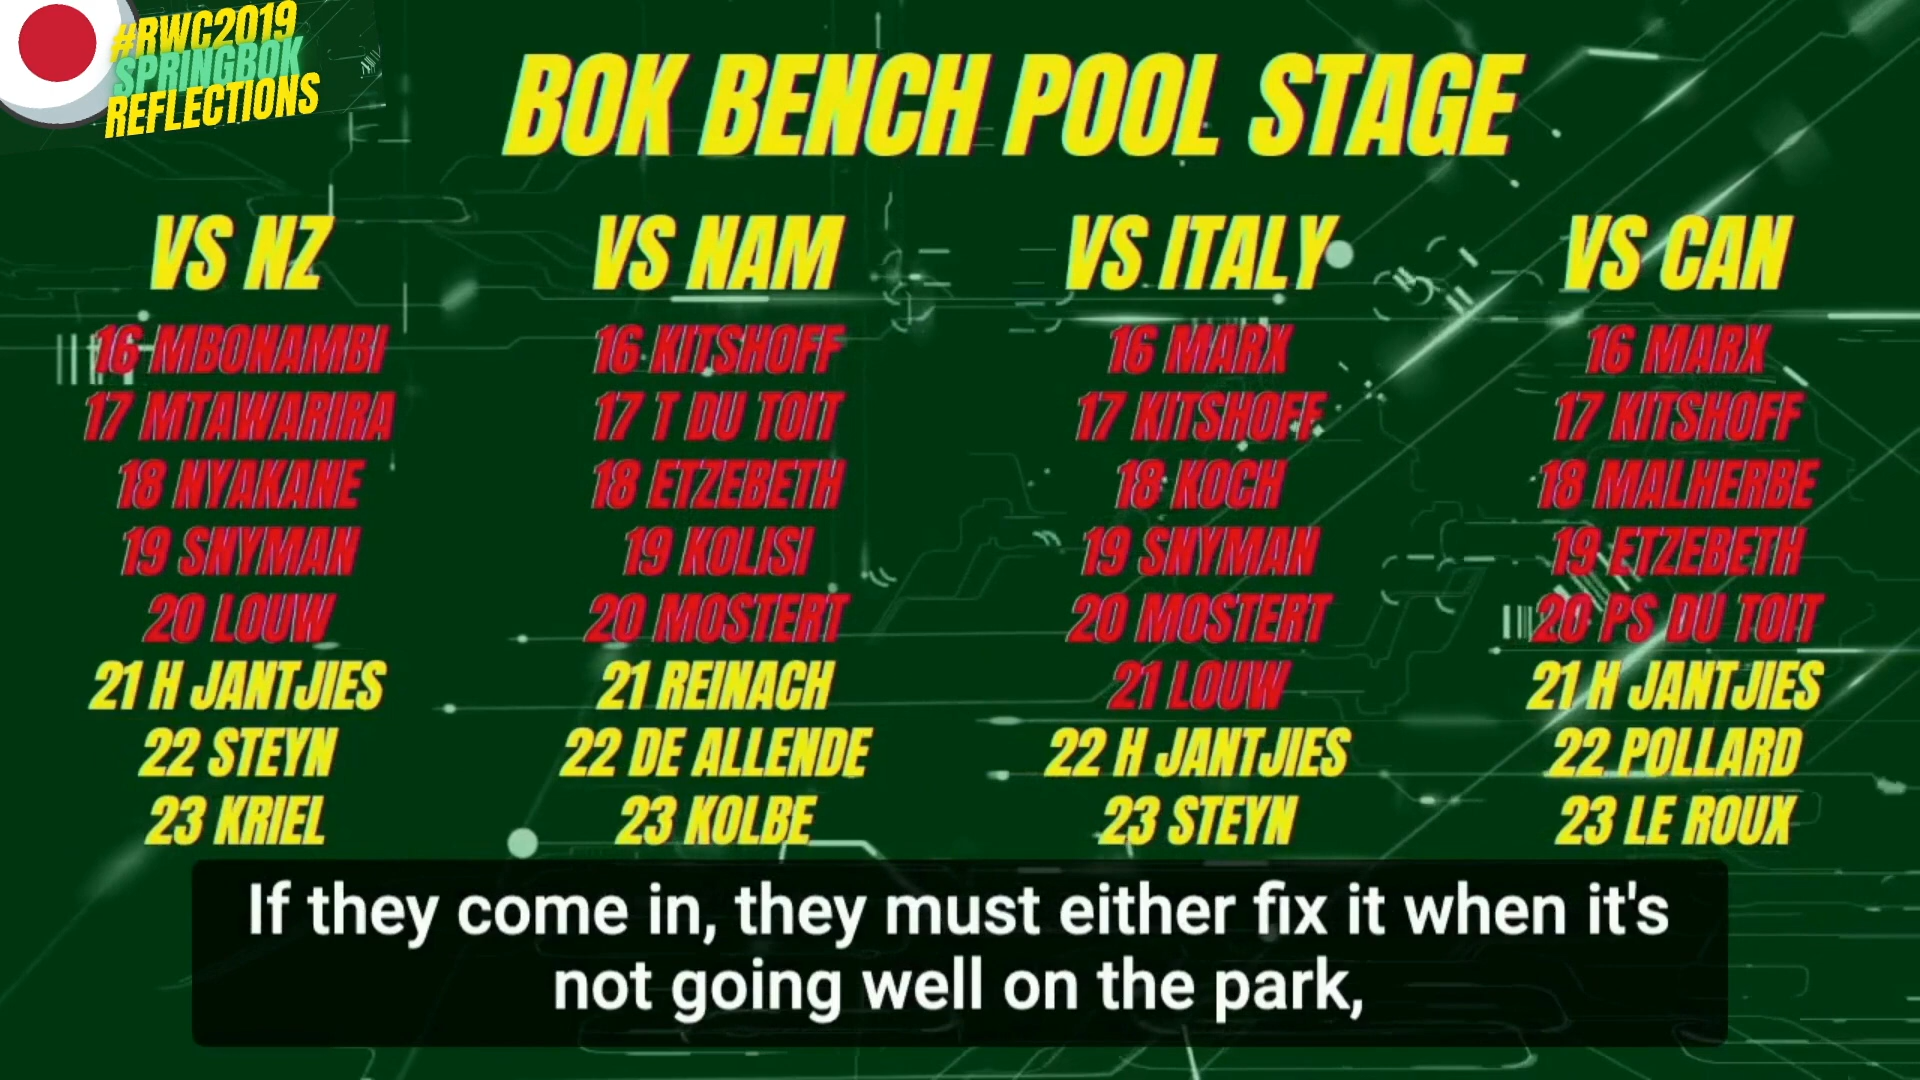 #RWC2019
SPRINGBOK
REFLECTIONS
BOK BENCH POOL STAGE
VS NZ
16 MBONAMBI
17 MTAWARIRA
18 NYAKANE
19 SNYMAN
20 LOUW
21 H JANTJIES
22 STEYN
23 KRIEL
VS NAM
16 KITSHOFF
17 T DU TOIT
18 ETZEBETH
19 KOLISI
20 MOSTERT
21 REINACH
22 DE ALLENDE
23 KOLBE
VS ITALY
16 MARX
17 KITSHOFF
18 KOCH
19 SNYMAN
20 MOSTERT
21 LOUW
22 H JANTJIES
23 STEYN
VS CAN
16 MARX
17 KITSHOFF
18 MALHERBE
19 ETZEBETH
20 PS DU TOIT
21 H JANTJIES
22 POLLARD
23 LE ROUX
If they come in, they must either fix it when it's
not going well on the park,